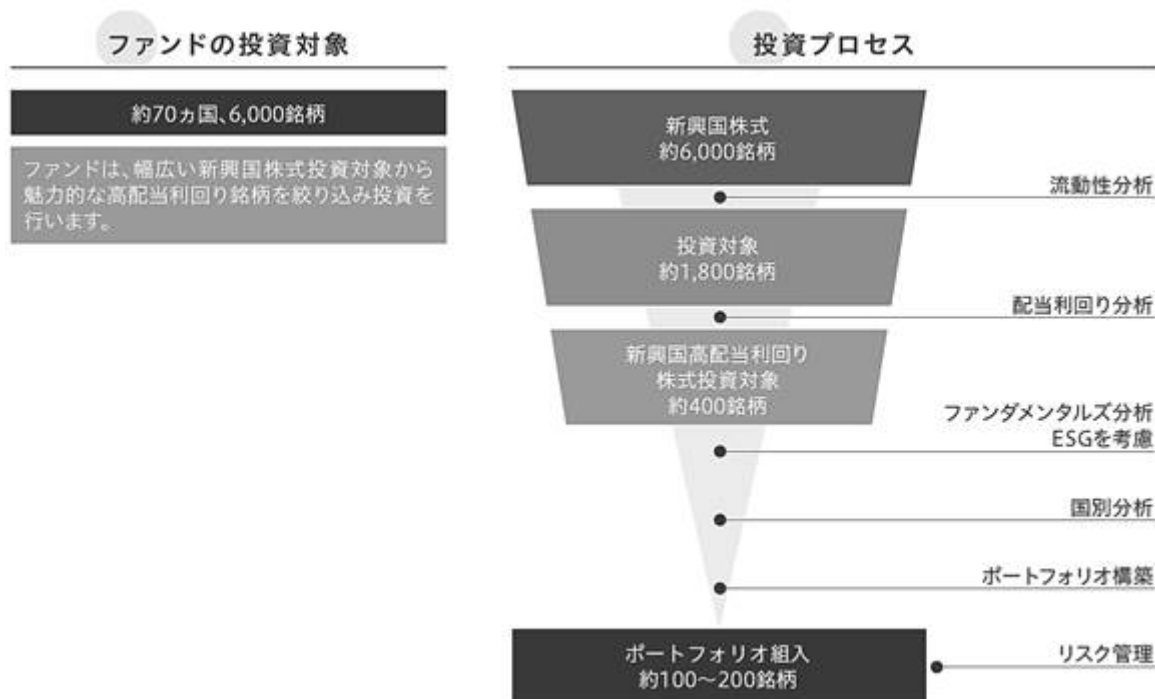 ファンドの投資対象
約70ヵ国、6,000銘柄
ファンドは、幅広い新興国株式投資対象から
魅力的な高配当利回り銘柄を絞り込み投資を
行います。
投資プロセス
新興国株式
約6,000銘柄
流動性分析
投資対象
約1,800銘柄
配当利回り分析
新興国高配当利回り
株式投資対象
約400銘柄
ファンダメンタルズ分析
ESGを考慮
国別分析
ポートフォリオ構築
ポートフォリオ組入
約100～200銘柄
リスク管理